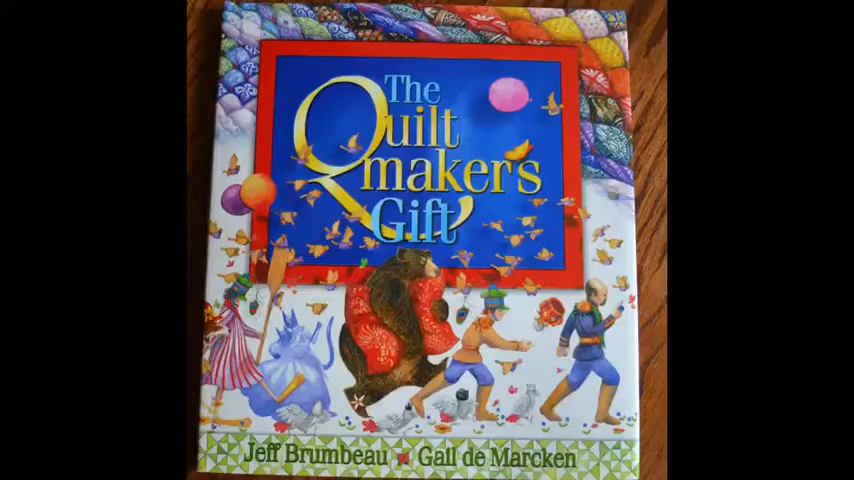 The
Quilt
maker's
Gift
Jeff Brumbeau Gail de Marcken